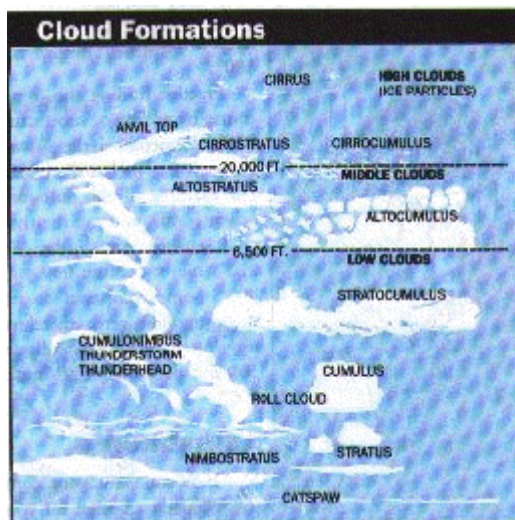 Cloud Formations
CIRRUS
HIGH CLOUDS
(ICE PARTICLES)
ANVIL TOP
CIRROSTRATUS
CIRROCUMULUS
20,000 FT.
MIDDLE CLOUDS
ALTOSTRATUS
ALTOCUMULUS
6,500 FT.
LOW CLOUDS
STRATOCUMULUS
CUMULONIMBUS
THUNDERSTORM
THUNDERHEAD
CUMULUS
ROLL CLOUD
NIMBOSTRATUS
STRATUS
CATSPAW